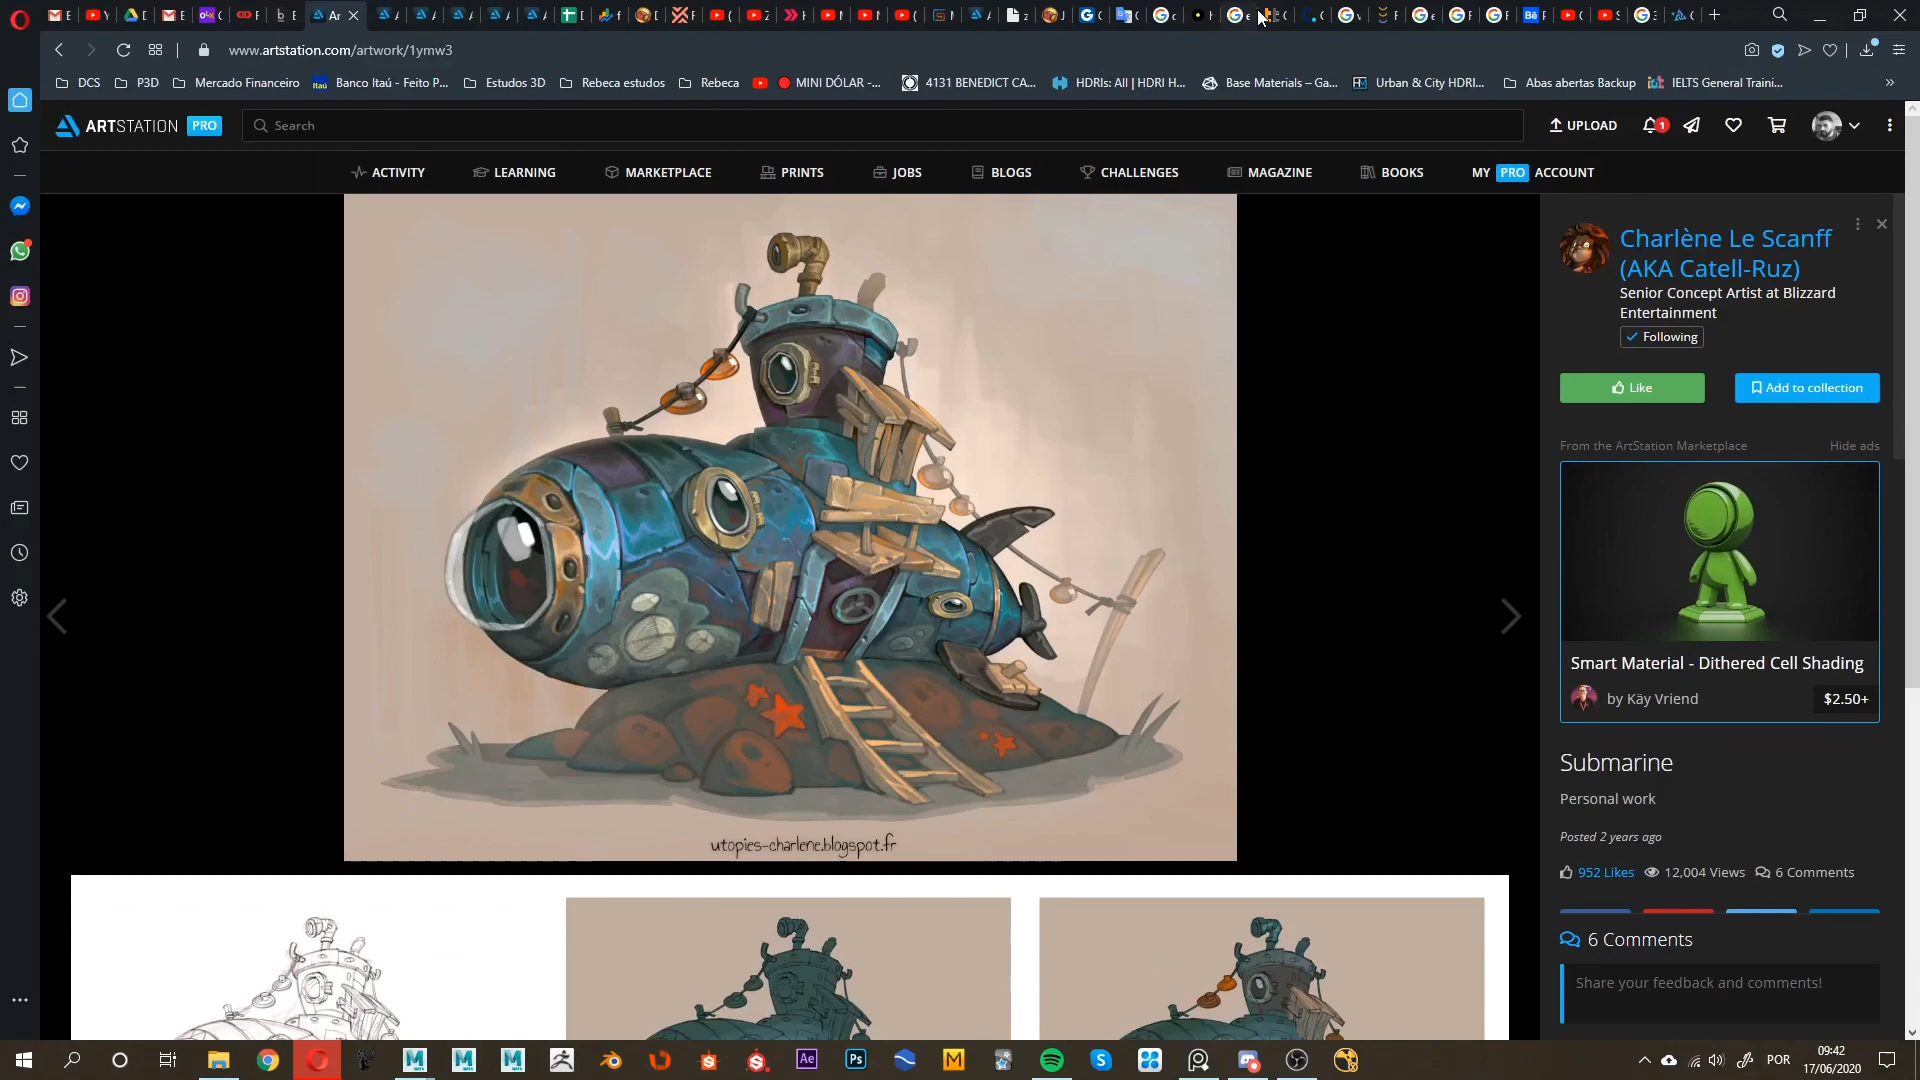 www.artstation.com/artwork/1ymw3
DCS
P3D
Mercado Financeiro
Banco Itaú - Feito P...
Estudos 3D
Rebeca estudos
Rebeca
MINI DÓLAR -...
4131 BENEDICT CA...
HDRIs: All | HDRI H...
Base Materials – Ga...
Urban & City HDRI...
Abas abertas Backup
IELTS General Traini...
»
ARTSTATION PRO
Search
UPLOAD
1
ACTIVITY
LEARNING
MARKETPLACE
PRINTS
JOBS
BLOGS
CHALLENGES
MAGAZINE
BOOKS
MY PRO ACCOUNT
Charlène Le Scanff
(AKA Catell-Ruz)
Senior Concept Artist at Blizzard
Entertainment
Following
Like
Add to collection
From the ArtStation Marketplace
Hide ads
Smart Material - Dithered Cell Shading
by Käy Vriend
$2.50+
Submarine
Personal work
Posted 2 years ago
952 Likes
12,004 Views
6 Comments
6 Comments
Share your feedback and comments!
utopies-charlene.blogspot.fr
Ae
Ps
POR
09:42
17/06/2020